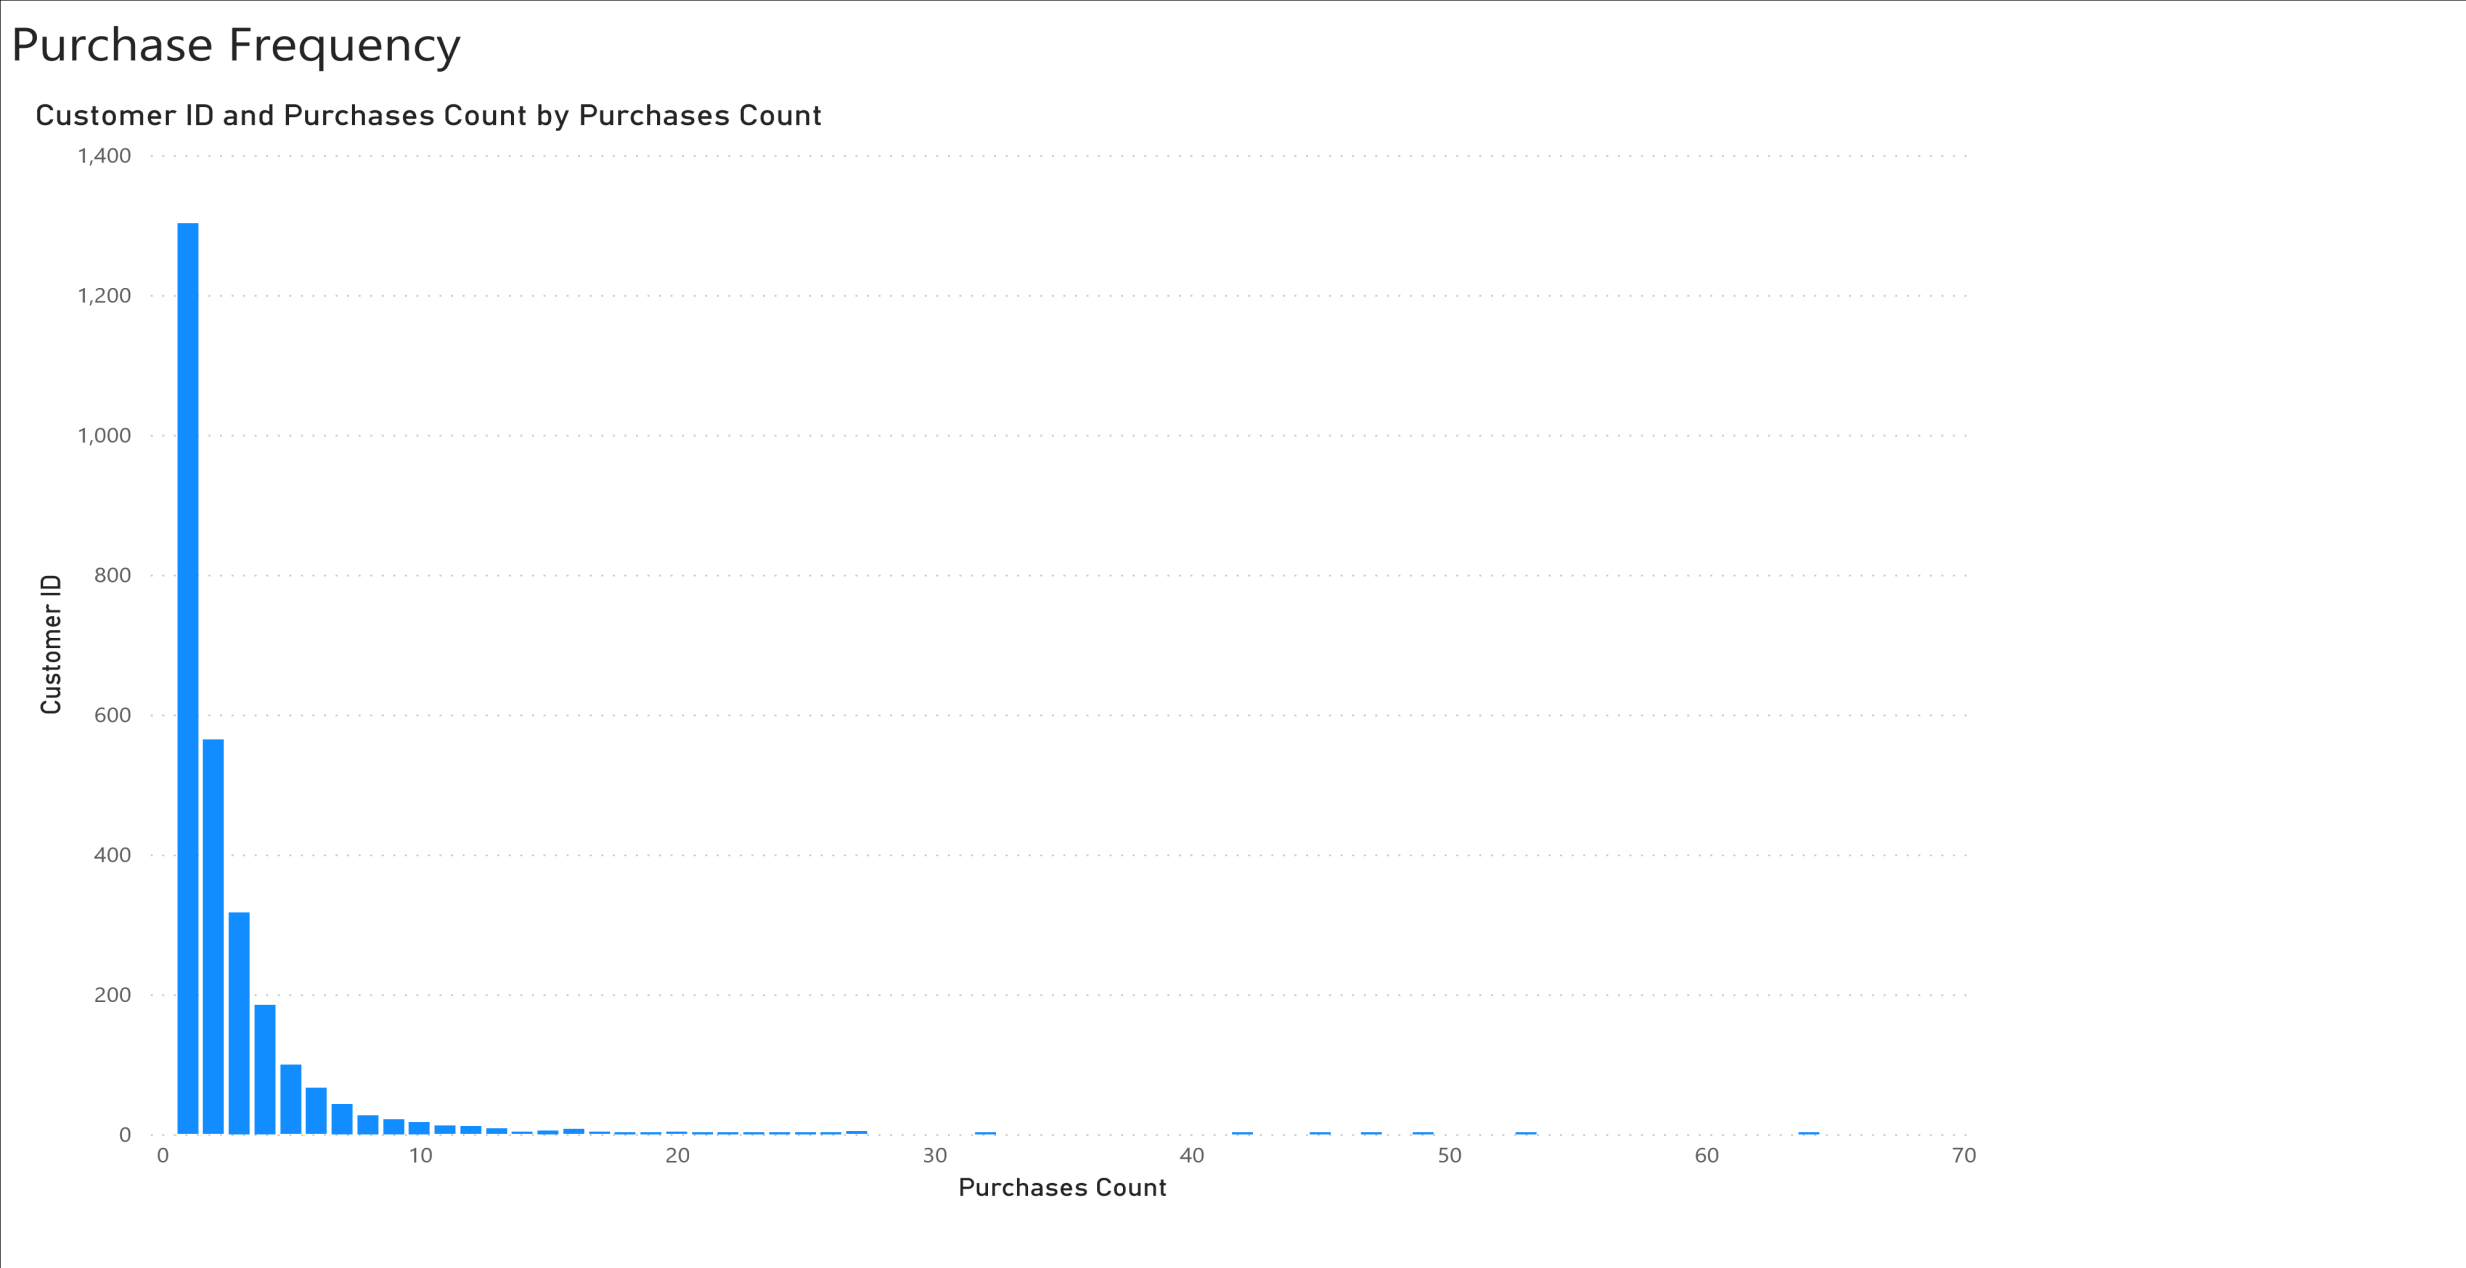 Purchase Frequency
Customer ID and Purchases Count by Purchases Count
1,400
1,200
1,000
800
600
400
200
0
Customer ID
0 10 20 30 40 50 60 70
Purchases Count